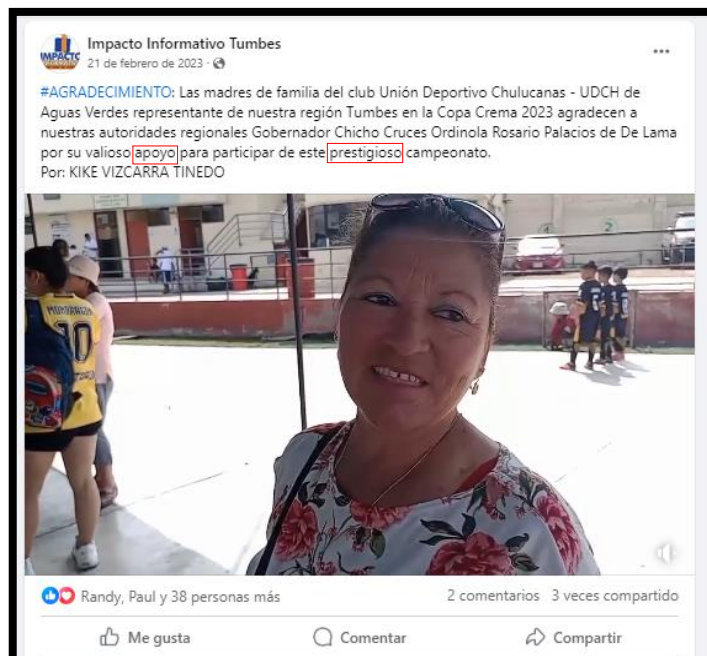 Impacto Informativo Tumbes
IMPACTO
21 de febrero de 2023 ·
#AGRADECIMIENTO: Las madres de familia del club Unión Deportivo Chulucanas - UDCH de
Aguas Verdes representante de nuestra región Tumbes en la Copa Crema 2023 agradecen a
nuestras autoridades regionales Gobernador Chicho Cruces Ordinola Rosario Palacios de De Lama
por su valioso apoyo para participar de este prestigioso campeonato.
Por: KIKE VIZCARRA TINEDO
4
2
10
Randy, Paul y 38 personas más
2 comentarios 3 veces compartido
Me gusta Comentar Compartir